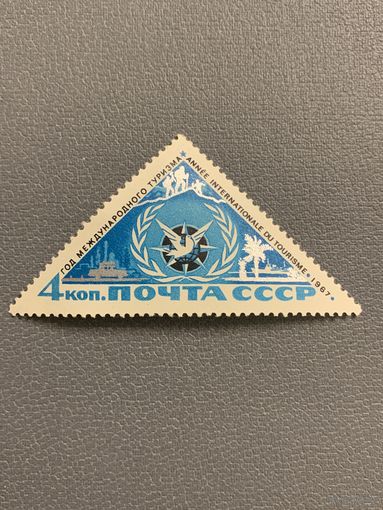 ГОД МЕЖДУНАРОДНОГО ТУРИЗМА
ANNÉE INTERNATIONALE DU TOURISME · 1967
4 коп. ПОЧТА СССР